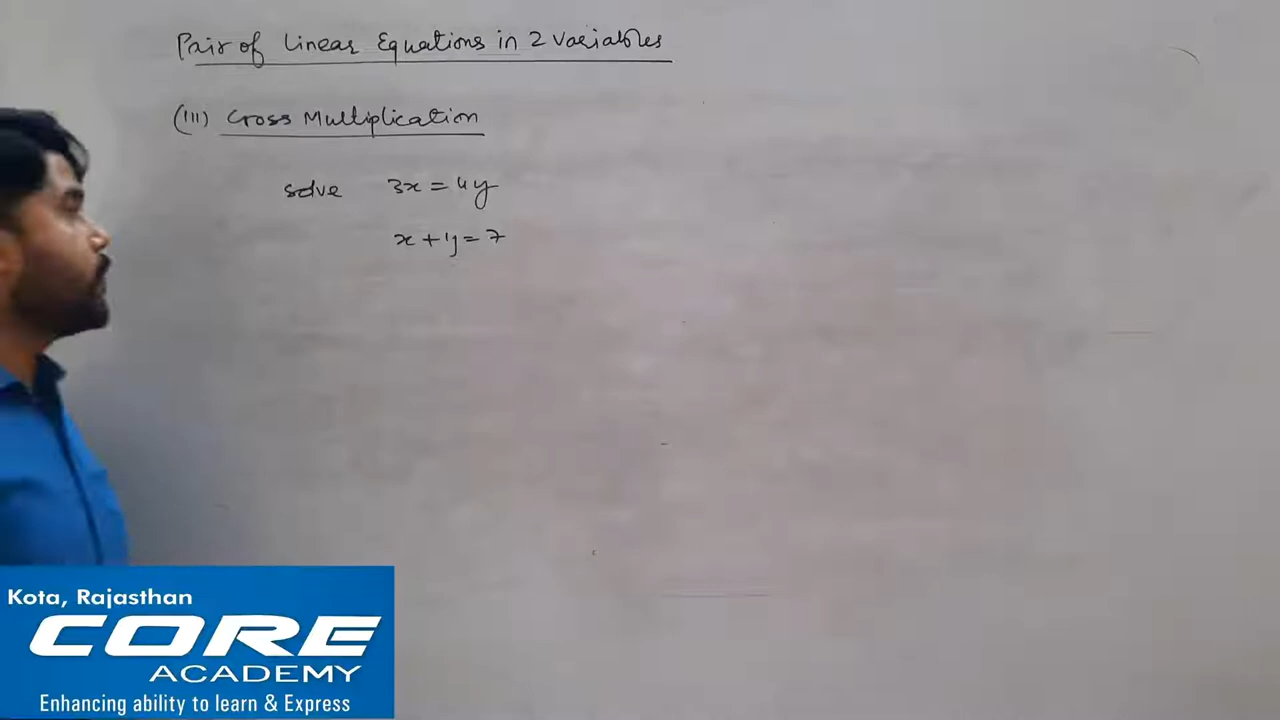 Pair of Linear Equations in 2 Variables
(III) Cross Multiplication
solve 3x = 4y
x + y = 7
Kota, Rajasthan
CORE
ACADEMY
Enhancing ability to learn & Express